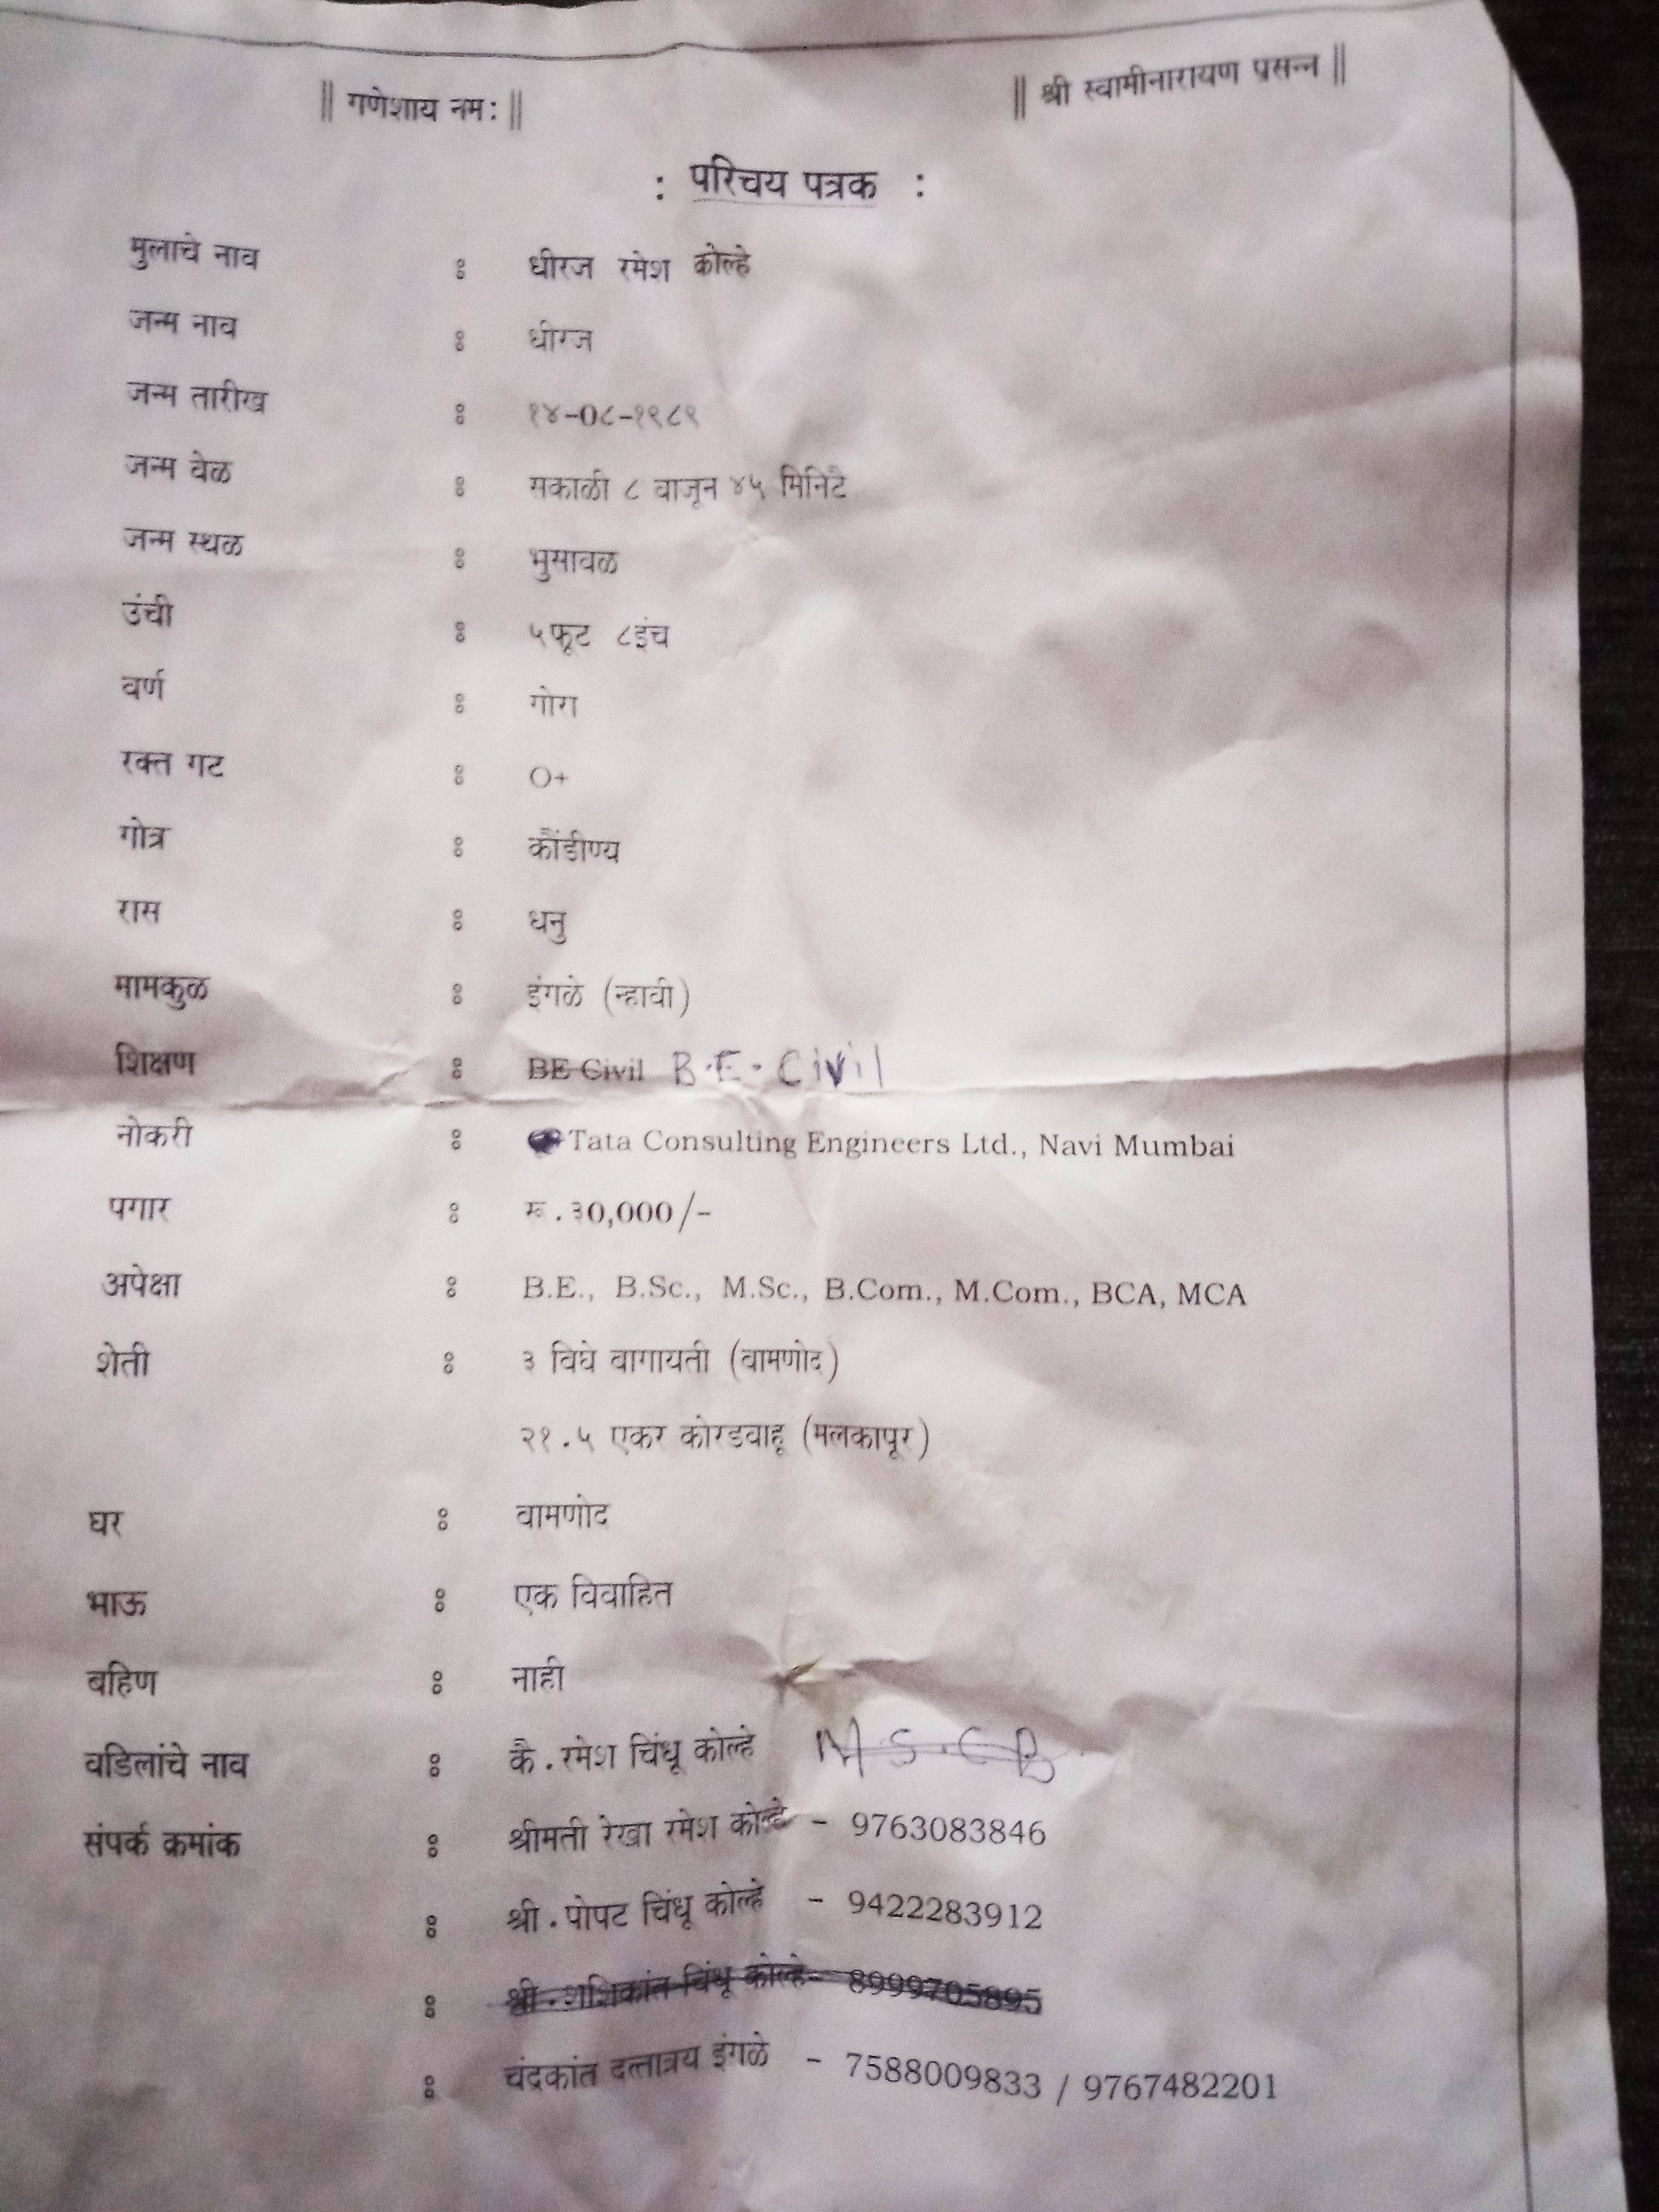 || गणेशाय नमः || || श्री स्वामीनारायण प्रसन्न ||
: परिचय पत्रक :
मुलाचे नाव : धीरज रमेश कोल्हे
जन्म नाव : धीरज
जन्म तारीख : १४-०८-१९८९
जन्म वेळ : सकाळी ८ वाजून ४५ मिनिटे
जन्म स्थळ : भुसावळ
उंची : ५फूट ८इंच
वर्ण : गोरा
रक्त गट : O+
गोत्र : कौंडीण्य
रास : धनु
मामकुळ : इंगळे (न्हावी)
शिक्षण : BE Civil B.E. Civil
नोकरी : Tata Consulting Engineers Ltd., Navi Mumbai
पगार : रू.३0,000/-
अपेक्षा : B.E., B.Sc., M.Sc., B.Com., M.Com., BCA, MCA
शेती : ३ विघे वागायती (वामणोद)
२१.५ एकर कोरडवाहू (मलकापूर)
घर : वामणोद
भाऊ : एक विवाहित
बहिण : नाही
वडिलांचे नाव : कै.रमेश चिंधू कोल्हे M.S.C.B
संपर्क क्रमांक : श्रीमती रेखा रमेश कोल्हे - 9763083846
: श्री.पोपट चिंधू कोल्हे - 9422283912
: श्री.शशिकांत चिंधू कोल्हे- 8999705895
: चंद्रकांत दत्तात्रय इंगळे - 7588009833 / 9767482201